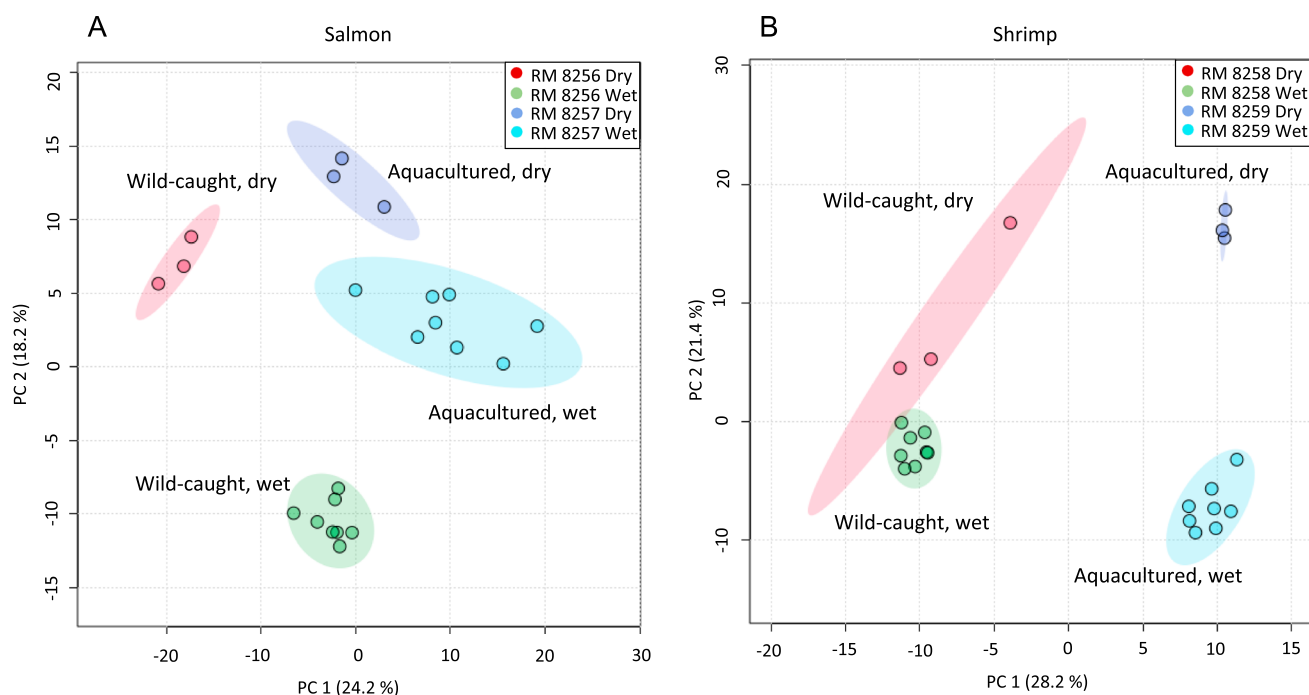 A
Salmon
RM 8256 Dry
RM 8256 Wet
RM 8257 Dry
RM 8257 Wet
Wild-caught, dry
Aquacultured, dry
Aquacultured, wet
Wild-caught, wet
PC 2 (18.2 %)
20
15
10
5
0
-5
-10
-15
-20
-10
0
10
20
30
PC 1 (24.2 %)
B
Shrimp
RM 8258 Dry
RM 8258 Wet
RM 8259 Dry
RM 8259 Wet
Aquacultured, dry
Wild-caught, dry
Wild-caught, wet
Aquacultured, wet
PC 2 (21.4 %)
30
20
10
0
-10
-20
-15
-10
-5
0
5
10
15
PC 1 (28.2 %)